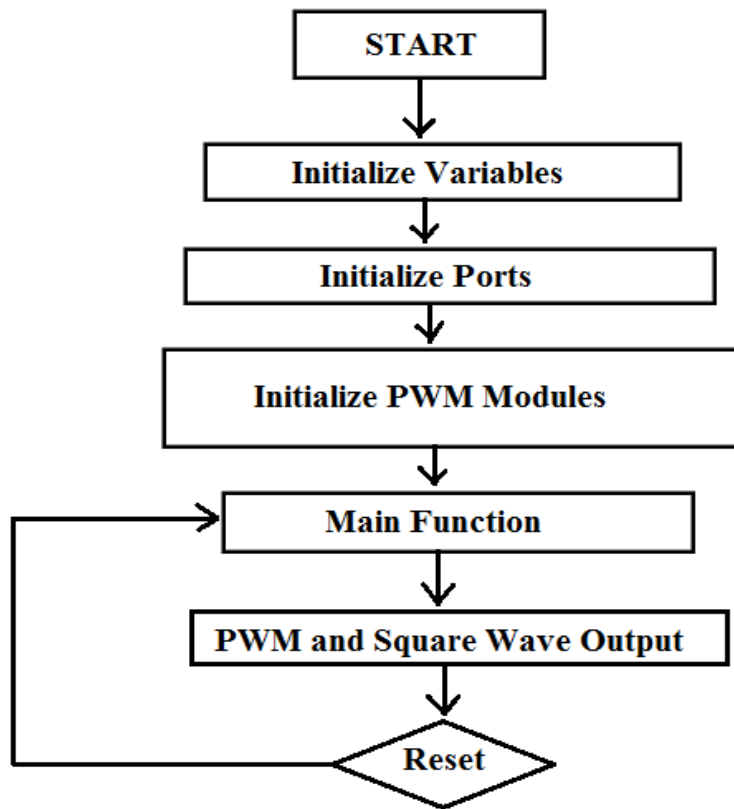 START
Initialize Variables
Initialize Ports
Initialize PWM Modules
Main Function
PWM and Square Wave Output
Reset